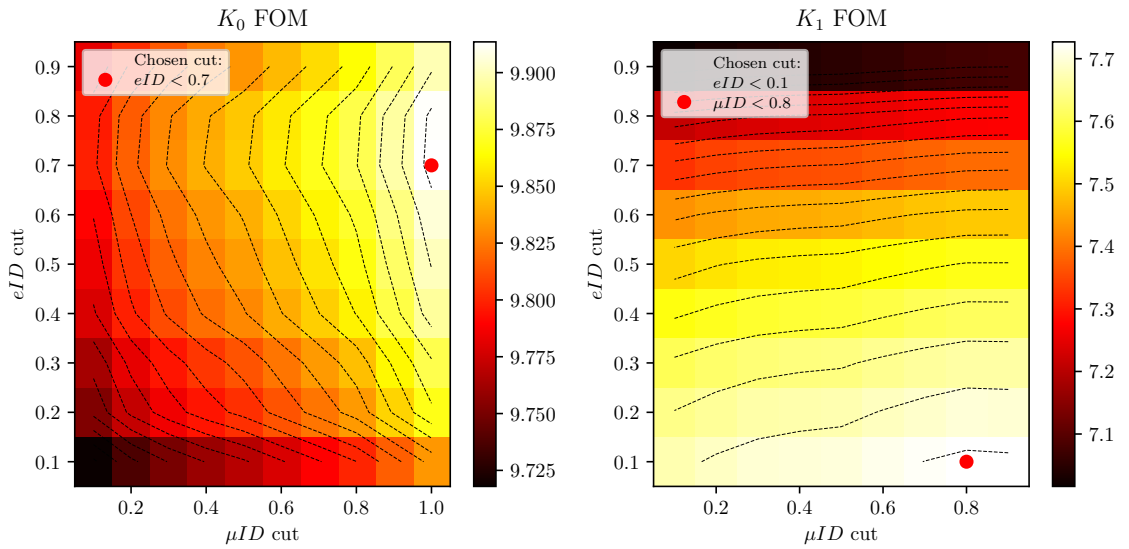 K₀ FOM
Chosen cut:
eID < 0.7
eID cut
0.9
0.8
0.7
0.6
0.5
0.4
0.3
0.2
0.1
0.2 0.4 0.6 0.8 1.0
μID cut
9.900
9.875
9.850
9.825
9.800
9.775
9.750
9.725
K₁ FOM
Chosen cut:
eID < 0.1
μID < 0.8
eID cut
0.9
0.8
0.7
0.6
0.5
0.4
0.3
0.2
0.1
0.2 0.4 0.6 0.8
μID cut
7.7
7.6
7.5
7.4
7.3
7.2
7.1